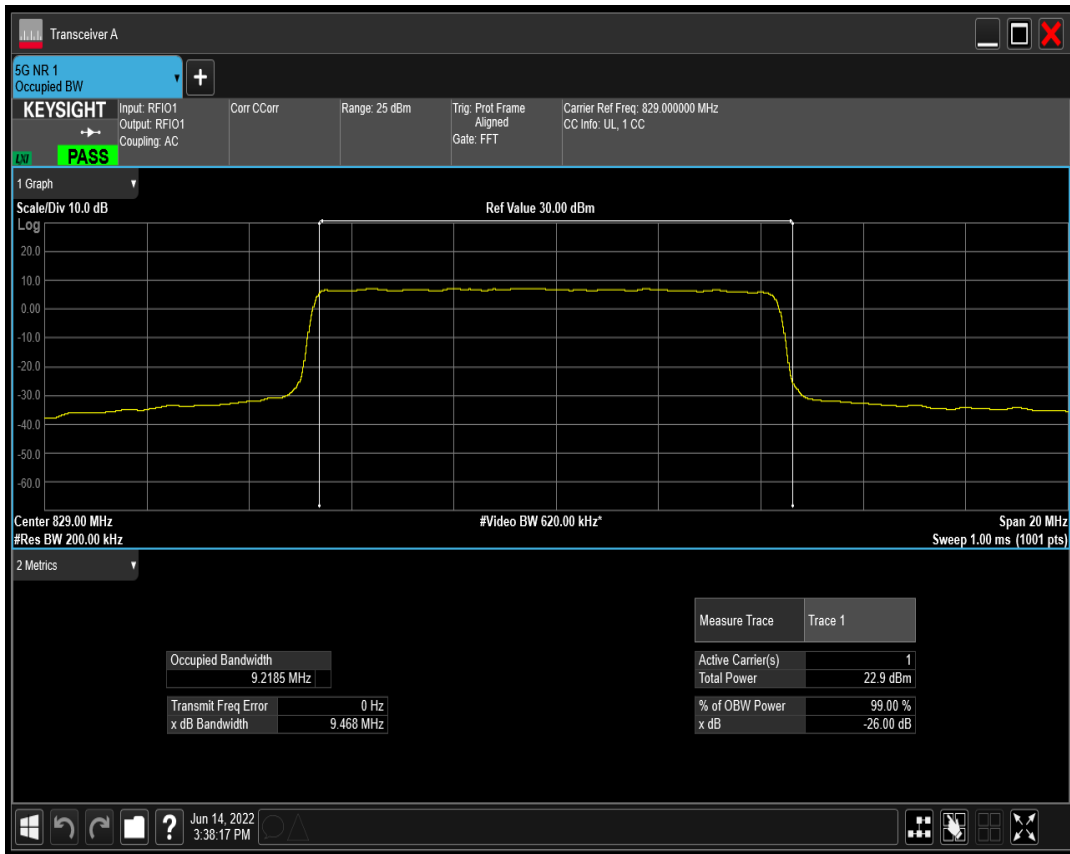 Transceiver A
5G NR 1
Occupied BW
+
KEYSIGHT
LXI
PASS
Input: RFIO1
Output: RFIO1
Coupling: AC
Corr CCorr
Range: 25 dBm
Trig: Prot Frame
Aligned
Gate: FFT
Carrier Ref Freq: 829.000000 MHz
CC Info: UL, 1 CC
1 Graph
Scale/Div 10.0 dB
Ref Value 30.00 dBm
Log
20.0
10.0
0.00
-10.0
-20.0
-30.0
-40.0
-50.0
-60.0
Center 829.00 MHz
#Video BW 620.00 kHz*
Span 20 MHz
#Res BW 200.00 kHz
Sweep 1.00 ms (1001 pts)
2 Metrics
Measure Trace Trace 1
Occupied Bandwidth
9.2185 MHz
Active Carrier(s) 1
Total Power 22.9 dBm
Transmit Freq Error 0 Hz
x dB Bandwidth 9.468 MHz
% of OBW Power 99.00 %
x dB -26.00 dB
?
Jun 14, 2022
3:38:17 PM